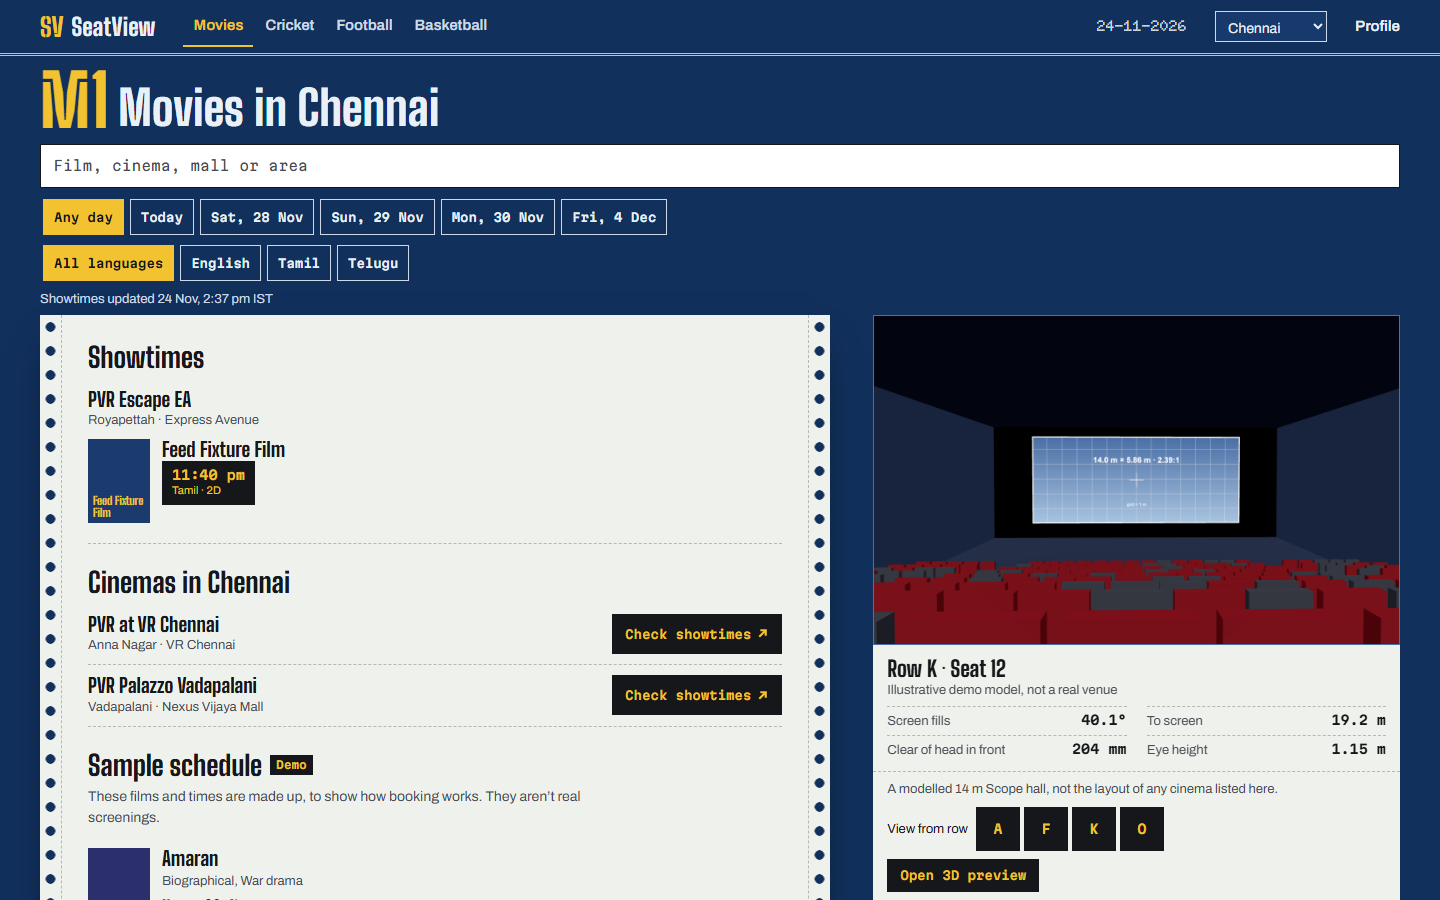 SV SeatView
Movies
Cricket
Football
Basketball
24-11-2026
Chennai
Profile
M1 Movies in Chennai
Film, cinema, mall or area
Any day
Today
Sat, 28 Nov
Sun, 29 Nov
Mon, 30 Nov
Fri, 4 Dec
All languages
English
Tamil
Telugu
Showtimes updated 24 Nov, 2:37 pm IST
Showtimes
PVR Escape EA
Royapettah · Express Avenue
Feed Fixture
Film
Feed Fixture Film
11:40 pm
Tamil · 2D
Cinemas in Chennai
PVR at VR Chennai
Anna Nagar · VR Chennai
Check showtimes ↗
PVR Palazzo Vadapalani
Vadapalani · Nexus Vijaya Mall
Check showtimes ↗
Sample schedule Demo
These films and times are made up, to show how booking works. They aren't real
screenings.
Amaran
Biographical, War drama
14.0 m × 5.86 m · 2.39:1
Row K · Seat 12
Illustrative demo model, not a real venue
Screen fills 40.1°
To screen 19.2 m
Clear of head in front 204 mm
Eye height 1.15 m
A modelled 14 m Scope hall, not the layout of any cinema listed here.
View from row A F K O
Open 3D preview